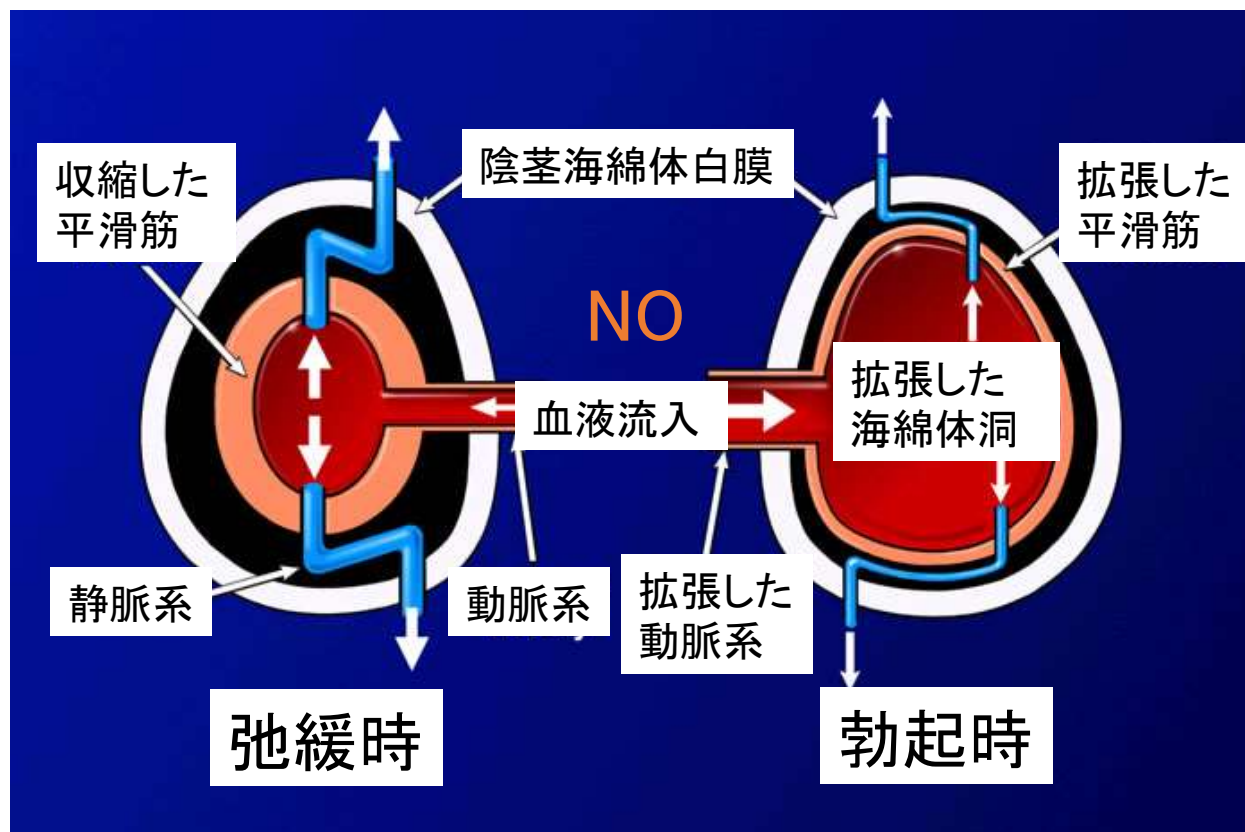 収縮した
平滑筋
陰茎海綿体白膜
拡張した
平滑筋
NO
血液流入
拡張した
海綿体洞
静脈系
動脈系
拡張した
動脈系
弛緩時
勃起時